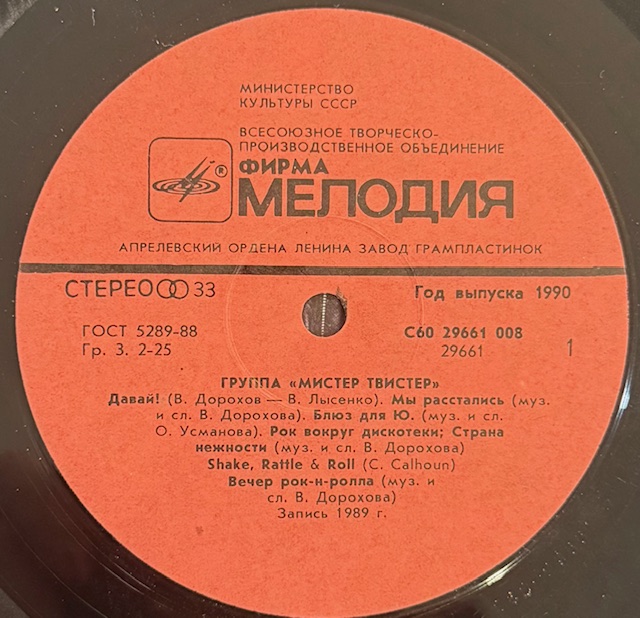 МИНИСТЕРСТВО
КУЛЬТУРЫ СССР
ВСЕСОЮЗНОЕ ТВОРЧЕСКО-
ПРОИЗВОДСТВЕННОЕ ОБЪЕДИНЕНИЕ
®
ФИРМА
МЕЛОДИЯ
АПРЕЛЕВСКИЙ ОРДЕНА ЛЕНИНА ЗАВОД ГРАМПЛАСТИНОК
СТЕРЕО 33
Год выпуска 1990
ГОСТ 5289-88
С60 29661 008
Гр. 3. 2-25
29661
1
ГРУППА «МИСТЕР ТВИСТЕР»
Давай! (В. Дорохов — В. Лысенко). Мы расстались (муз.
и сл. В. Дорохова). Блюз для Ю. (муз. и сл.
О. Усманова). Рок вокруг дискотеки; Страна
нежности (муз. и сл. В. Дорохова)
Shake, Rattle & Roll (C. Calhoun)
Вечер рок-н-ролла (муз. и
сл. В. Дорохова)
Запись 1989 г.